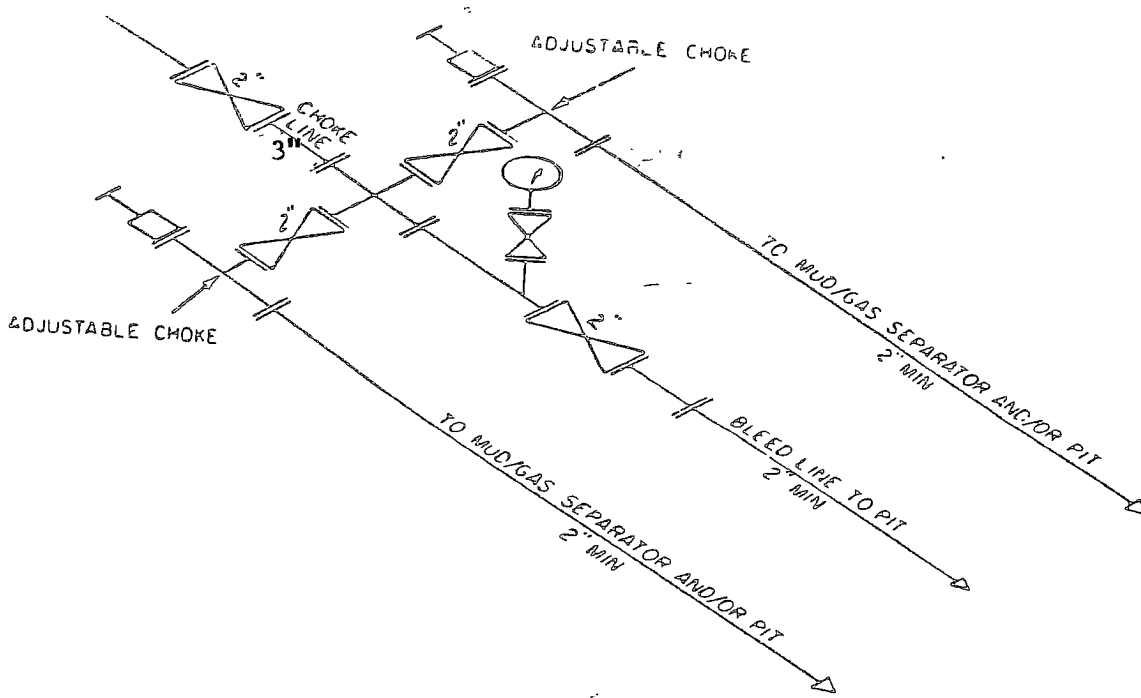 ADJUSTABLE CHOKE
2"
CHOKE
LINE
3"
2"
2"
ADJUSTABLE CHOKE
2"
TO MUD/GAS SEPARATOR AND/OR PIT
2" MIN
BLEED LINE TO PIT
2" MIN
TO MUD/GAS SEPARATOR AND/OR PIT
2" MIN